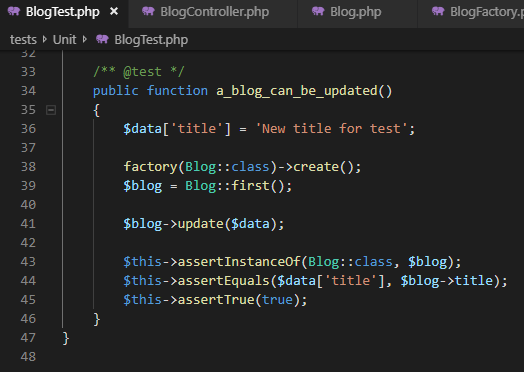 BlogTest.php × BlogController.php Blog.php BlogFactory.p
tests › Unit › BlogTest.php
32
33 /** @test */
34 public function a_blog_can_be_updated()
35 {
36 $data['title'] = 'New title for test';
37
38 factory(Blog::class)->create();
39 $blog = Blog::first();
40
41 $blog->update($data);
42
43 $this->assertInstanceOf(Blog::class, $blog);
44 $this->assertEquals($data['title'], $blog->title);
45 $this->assertTrue(true);
46 }
47 }
48